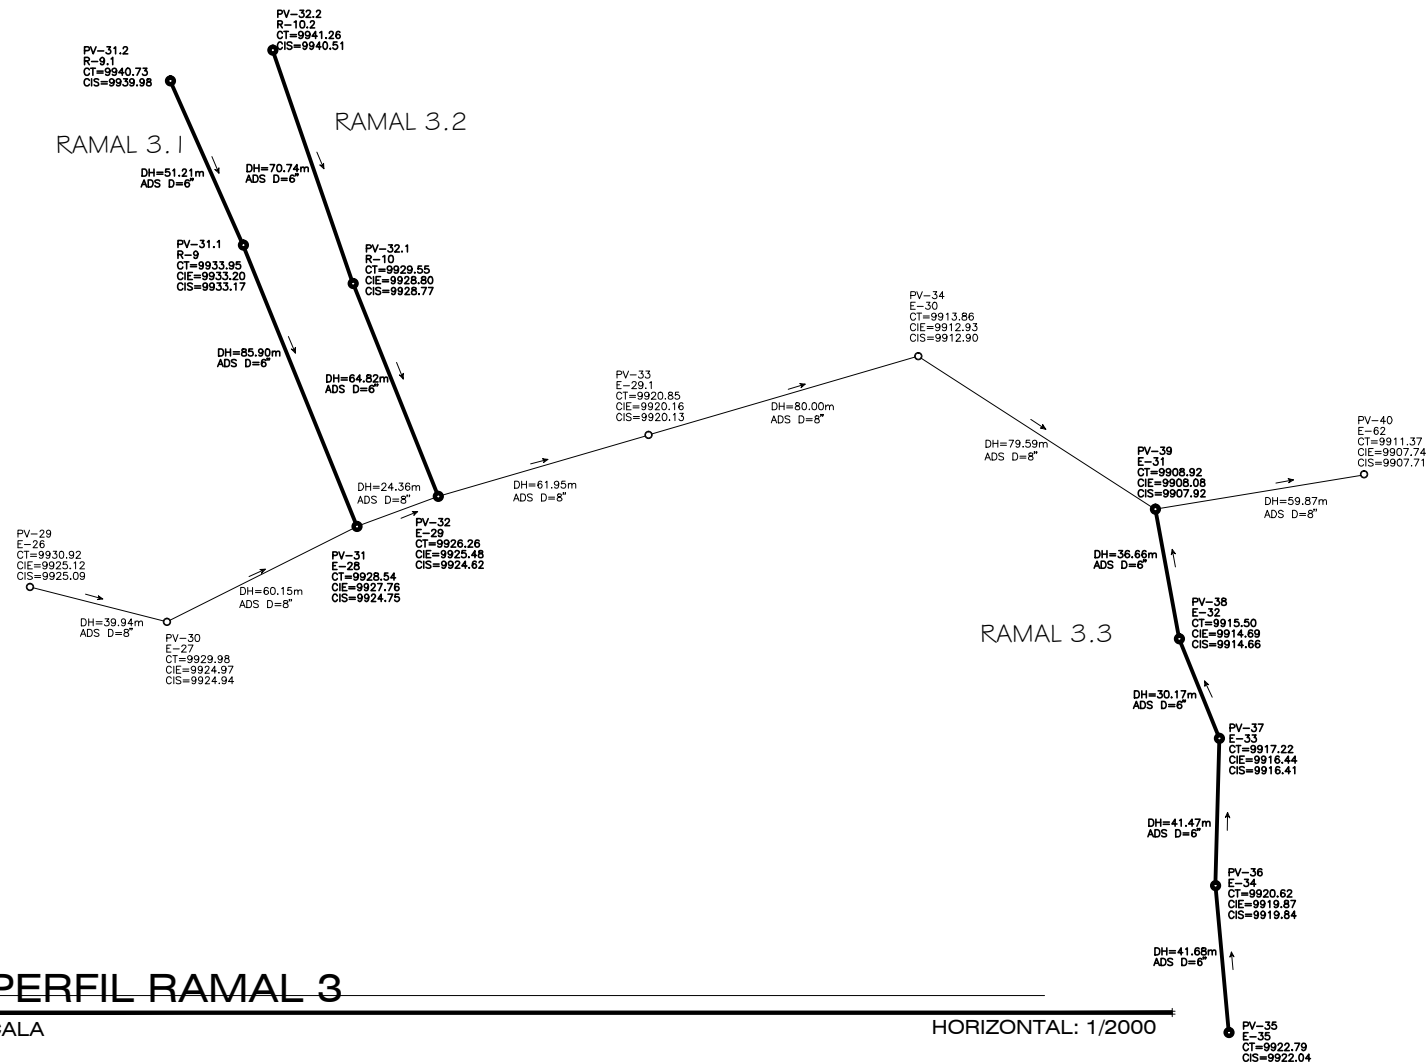 PV-32.2
R-10.2
CT=9941.26
CIS=9940.51
PV-31.2
R-9.1
CT=9940.73
CIS=9939.98
RAMAL 3.1
RAMAL 3.2
DH=51.21m
ADS D=6"
DH=70.74m
ADS D=6"
PV-31.1
R-9
CT=9933.95
CIE=9933.20
CIS=9933.17
PV-32.1
R-10
CT=9929.55
CIE=9928.80
CIS=9928.77
DH=85.90m
ADS D=6"
DH=64.82m
ADS D=6"
PV-34
E-30
CT=9913.86
CIE=9912.93
CIS=9912.90
PV-33
E-29.1
CT=9920.85
CIE=9920.16
CIS=9920.13
DH=80.00m
ADS D=8"
DH=79.59m
ADS D=8"
PV-40
E-62
CT=9911.37
CIE=9907.74
CIS=9907.71
PV-39
E-31
CT=9908.92
CIE=9908.08
CIS=9907.92
DH=24.36m
ADS D=8"
DH=61.95m
ADS D=8"
DH=59.87m
ADS D=8"
PV-29
E-26
CT=9930.92
CIE=9925.12
CIS=9925.09
PV-32
E-29
CT=9926.26
CIE=9925.48
CIS=9924.62
PV-31
E-28
CT=9928.54
CIE=9927.76
CIS=9924.75
DH=36.66m
ADS D=6"
DH=60.15m
ADS D=8"
DH=39.94m
ADS D=8"
PV-30
E-27
CT=9929.98
CIE=9924.97
CIS=9924.94
PV-38
E-32
CT=9915.50
CIE=9914.69
CIS=9914.66
RAMAL 3.3
DH=30.17m
ADS D=6"
PV-37
E-33
CT=9917.22
CIE=9916.44
CIS=9916.41
DH=41.47m
ADS D=6"
PV-36
E-34
CT=9920.62
CIE=9919.87
CIS=9919.84
DH=41.68m
ADS D=6"
PERFIL RAMAL 3
CALA
HORIZONTAL: 1/2000
PV-35
E-35
CT=9922.79
CIS=9922.04